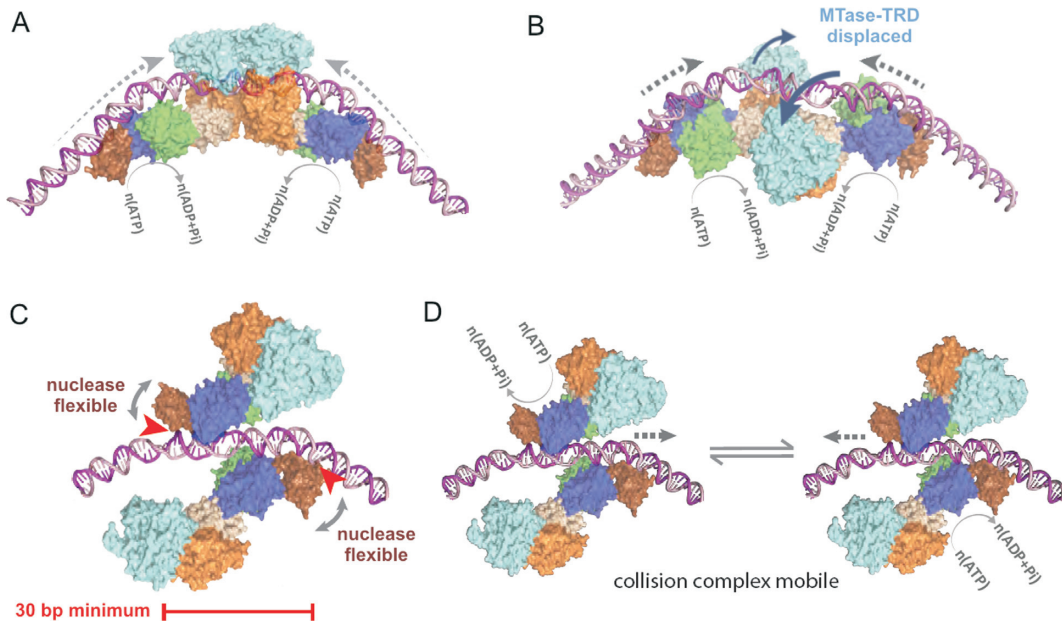 A
n(ATP)
n(ADP+Pi)
n(ADP+Pi)
n(ATP)
B
MTase-TRD
displaced
n(ATP)
n(ADP+Pi)
n(ADP+Pi)
n(ATP)
C
nuclease
flexible
nuclease
flexible
30 bp minimum
D
n(ATP)
n(ADP+Pi)
n(ADP+Pi)
n(ATP)
collision complex mobile